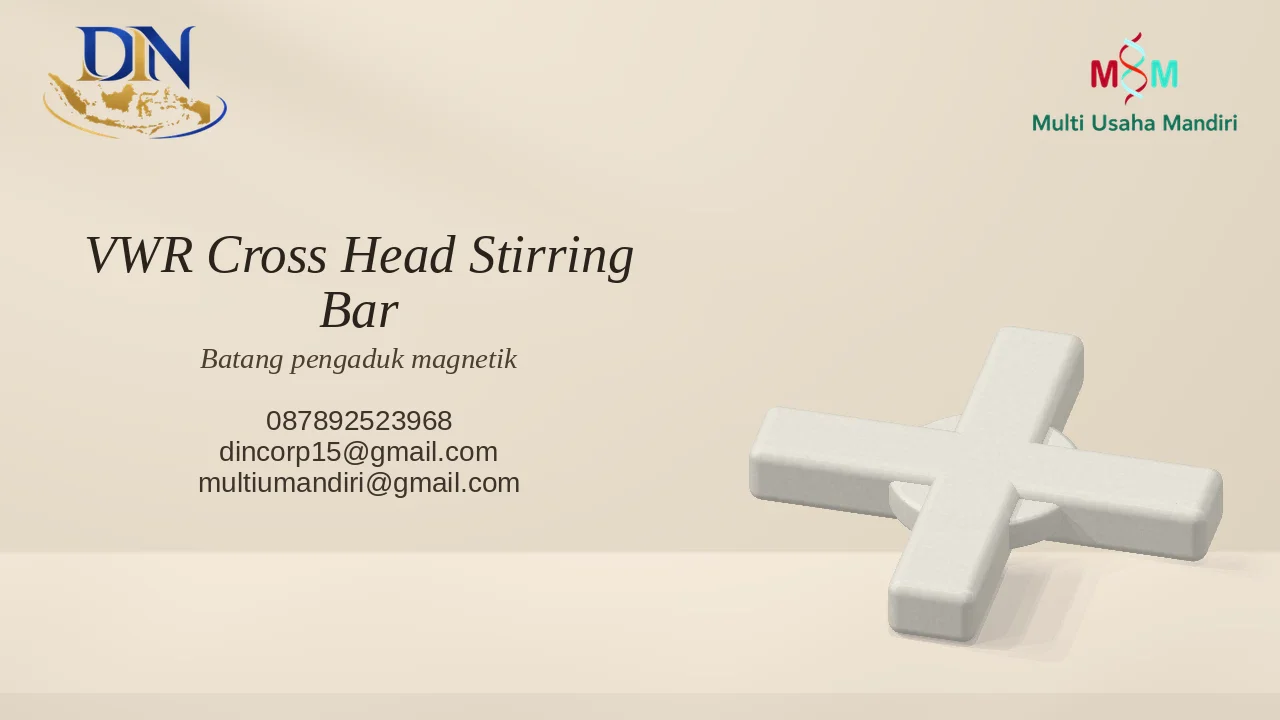 DN
M M
Multi Usaha Mandiri
VWR Cross Head Stirring
Bar
Batang pengaduk magnetik
087892523968
dincorp15@gmail.com
multiumandiri@gmail.com